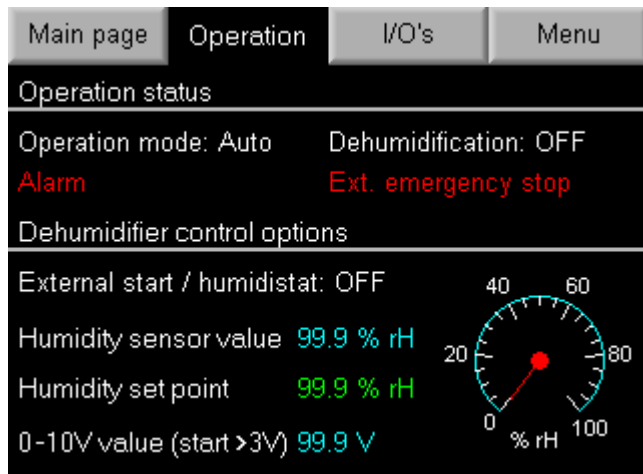 Main page Operation I/O's Menu
Operation status
Operation mode: Auto Dehumidification: OFF
Alarm Ext. emergency stop
Dehumidifier control options
External start / humidistat: OFF
Humidity sensor value 99.9 % rH
Humidity set point 99.9 % rH
0-10V value (start >3V) 99.9 V
40 60
20 80
0 100
% rH